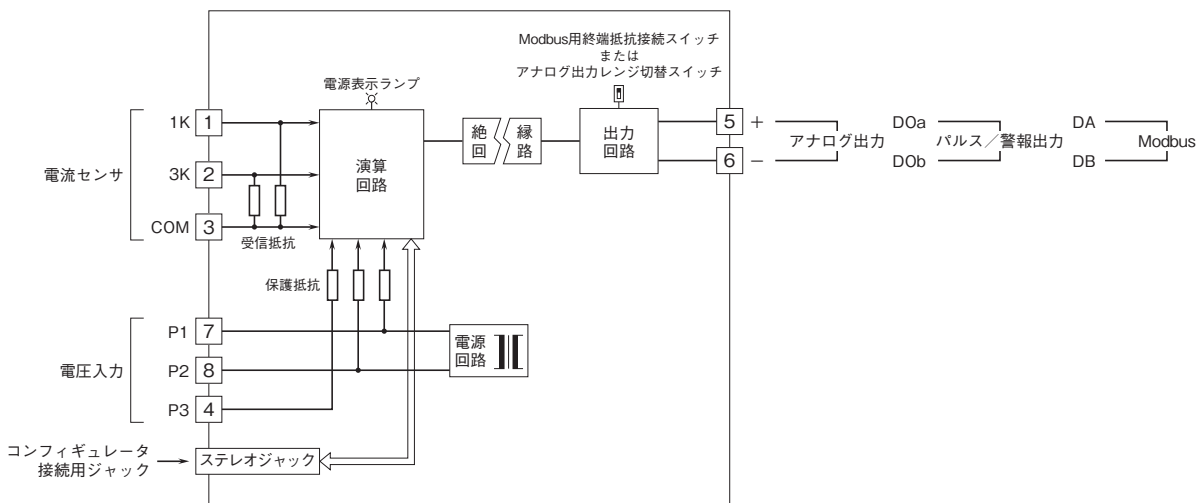 Modbus用終端抵抗接続スイッチ
または
アナログ出力レンジ切替スイッチ
電源表示ランプ
電流センサ
1K 1
3K 2
COM 3
受信抵抗
演算
回路
絶 縁
回 路
出力
回路
5 +
6 −
アナログ出力
DOa
DOb
パルス/警報出力
DA
DB
Modbus
保護抵抗
電圧入力
P1 7
P2 8
P3 4
電源
回路
コンフィギュレータ
接続用ジャック
ステレオジャック